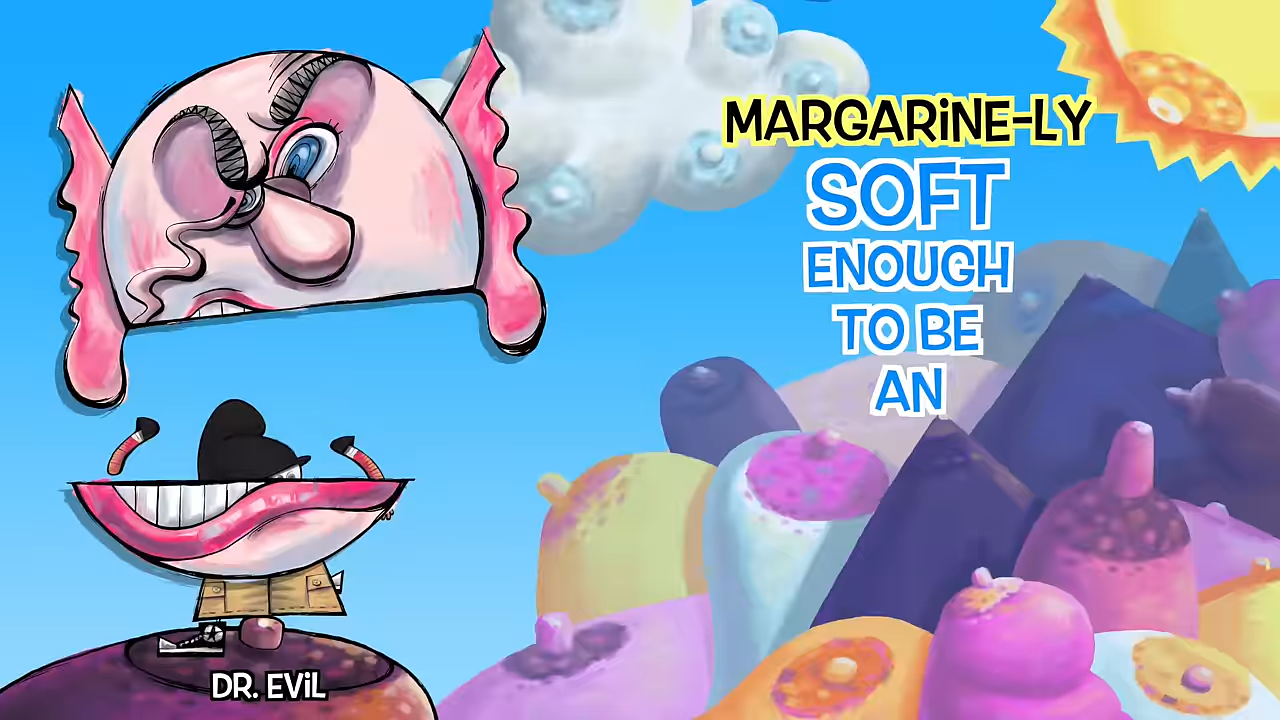 MARGARiNE-LY
SOFT
ENOUGH
TO BE
AN
DR. EViL